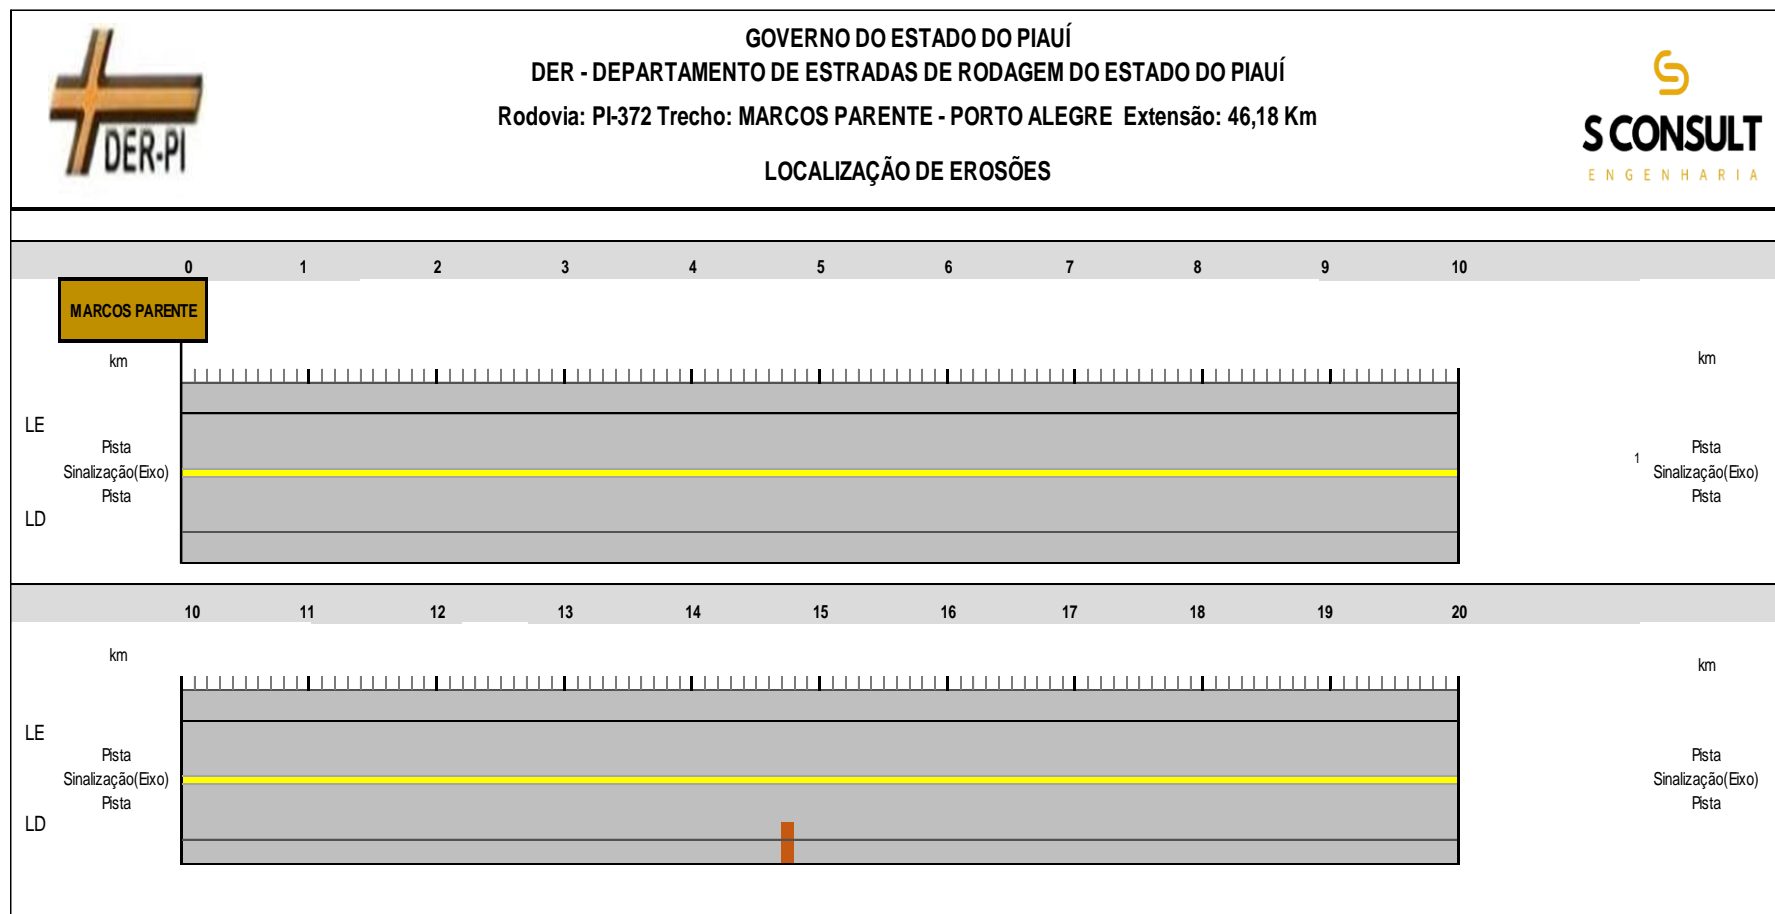 GOVERNO DO ESTADO DO PIAUÍ
DER - DEPARTAMENTO DE ESTRADAS DE RODAGEM DO ESTADO DO PIAUÍ
Rodovia: PI-372 Trecho: MARCOS PARENTE - PORTO ALEGRE Extensão: 46,18 Km
LOCALIZAÇÃO DE EROSÕES
DER-PI
S CONSULT
ENGENHARIA
0 1 2 3 4 5 6 7 8 9 10
MARCOS PARENTE
km km
LE
Pista Pista
Sinalização(Eixo) 1 Sinalização(Eixo)
Pista Pista
LD
10 11 12 13 14 15 16 17 18 19 20
km km
LE
Pista Pista
Sinalização(Eixo) Sinalização(Eixo)
Pista Pista
LD